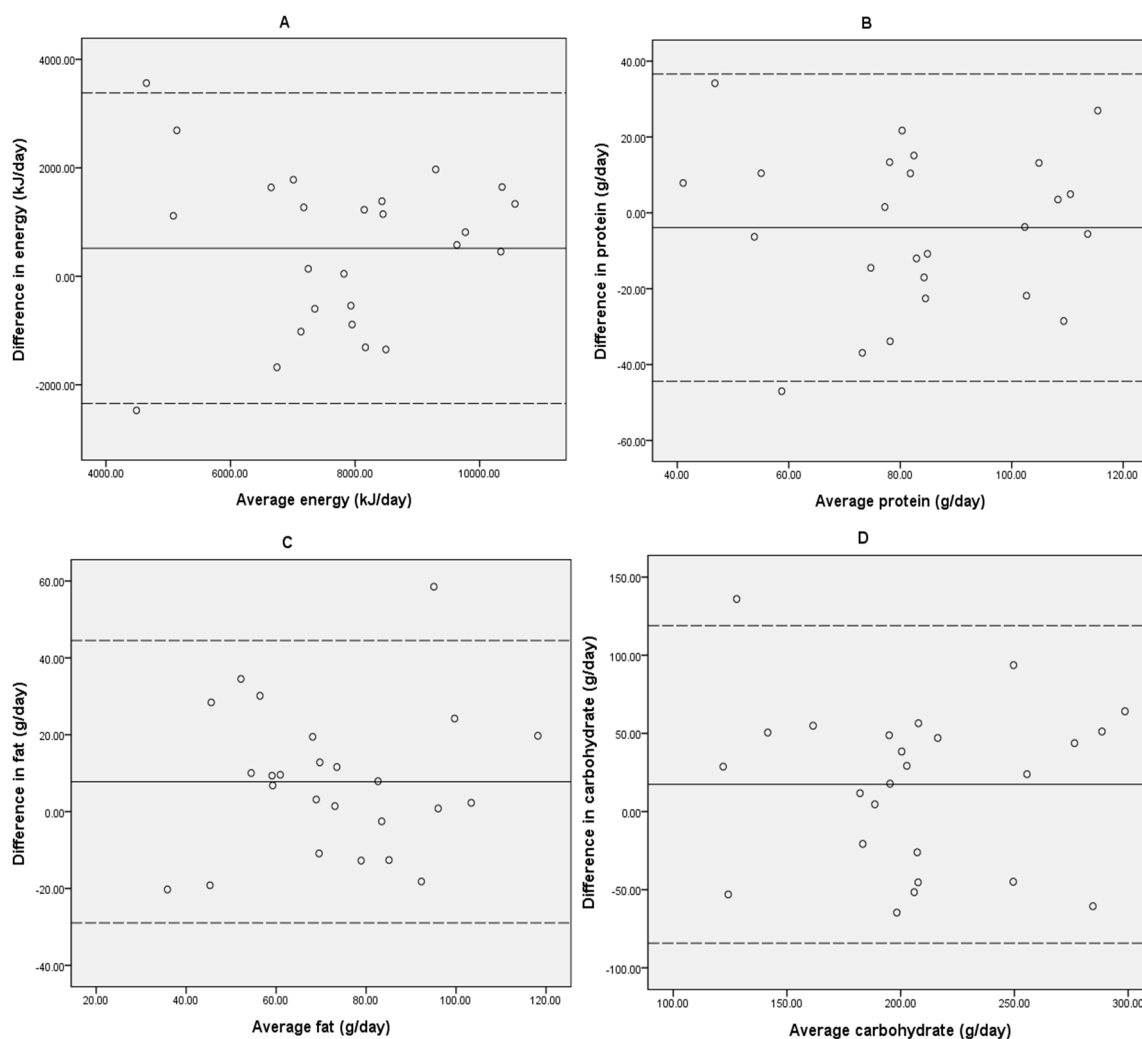 A
4000.00
2000.00
0.00
-2000.00
Difference in energy (kJ/day)
4000.00 6000.00 8000.00 10000.00
Average energy (kJ/day)
B
40.00
20.00
0.00
-20.00
-40.00
-60.00
Difference in protein (g/day)
40.00 60.00 80.00 100.00 120.00
Average protein (g/day)
C
60.00
40.00
20.00
0.00
-20.00
-40.00
Difference in fat (g/day)
20.00 40.00 60.00 80.00 100.00 120.00
Average fat (g/day)
D
150.00
100.00
50.00
0.00
-50.00
-100.00
Difference in carbohydrate (g/day)
100.00 150.00 200.00 250.00 300.00
Average carbohydrate (g/day)